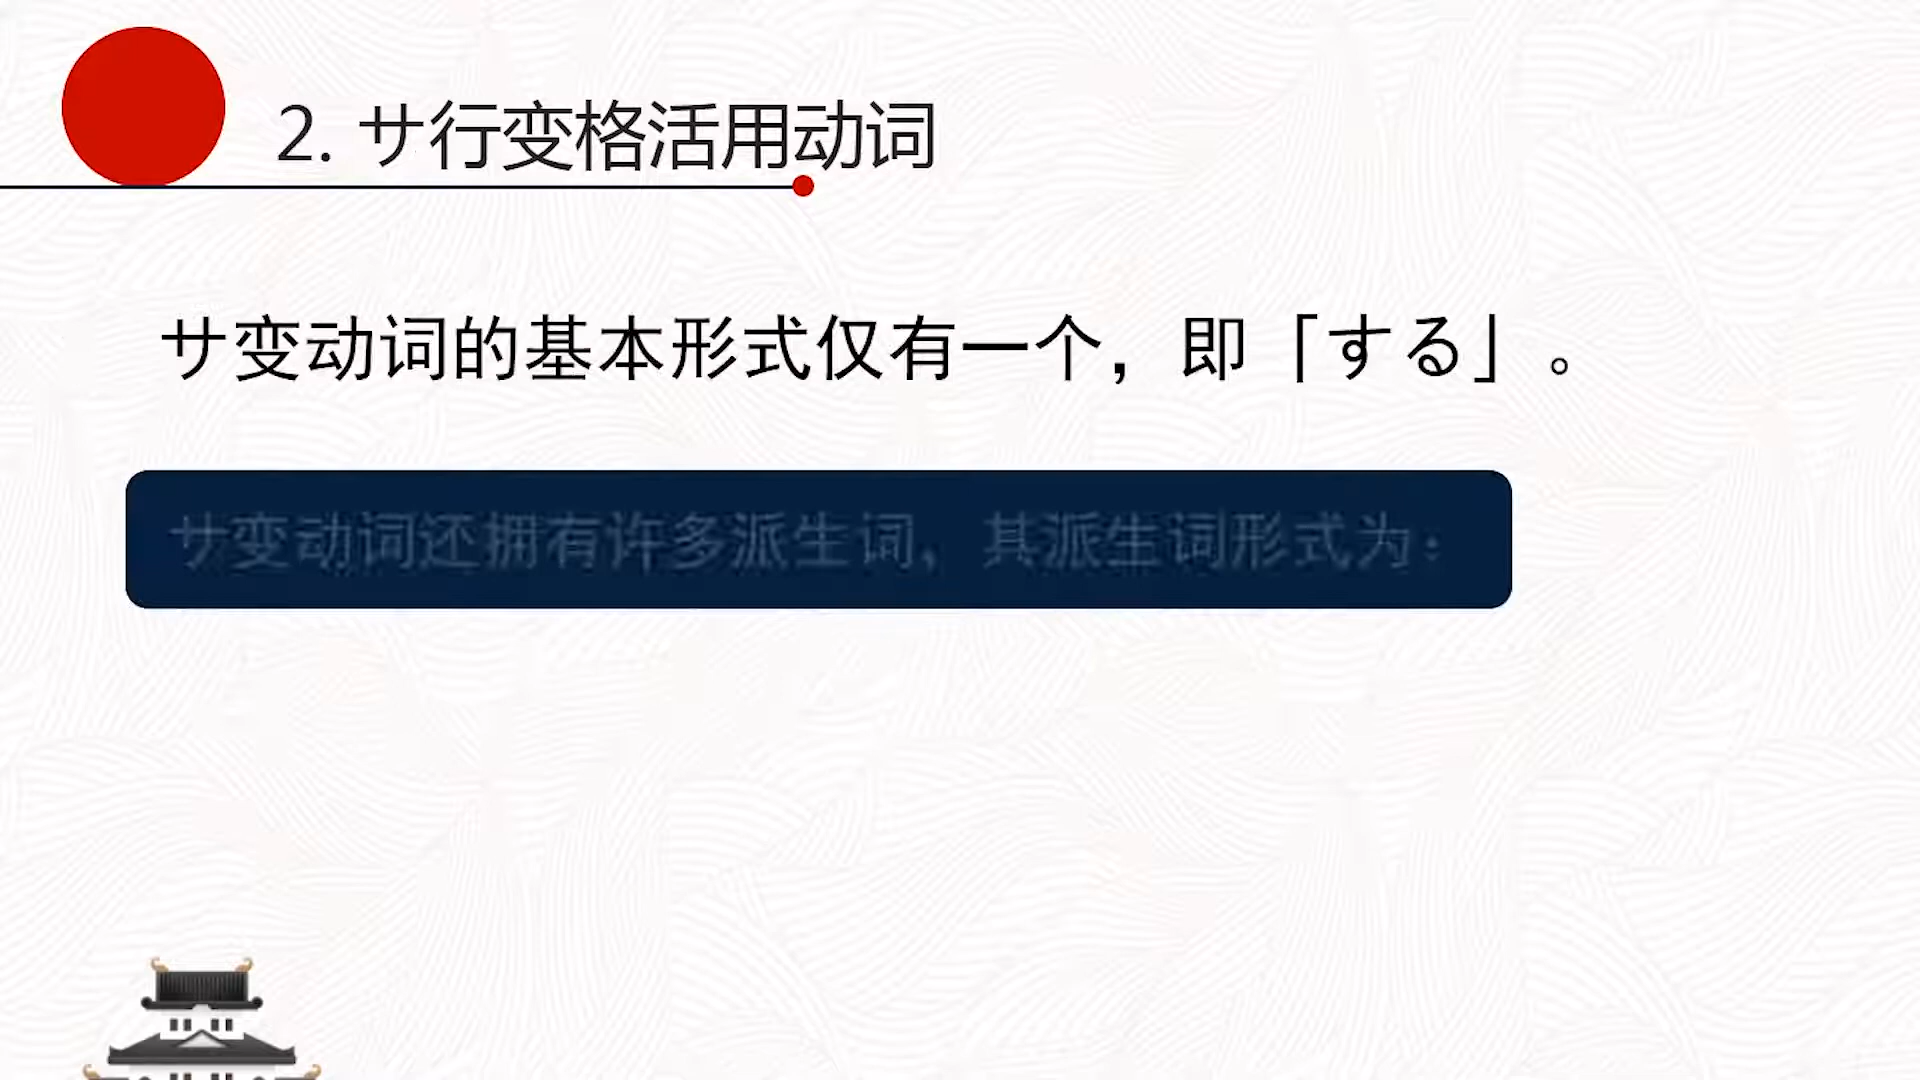 2. サ行变格活用动词
サ变动词的基本形式仅有一个，即「する」。
サ变动词还拥有许多派生词，其派生词形式为：